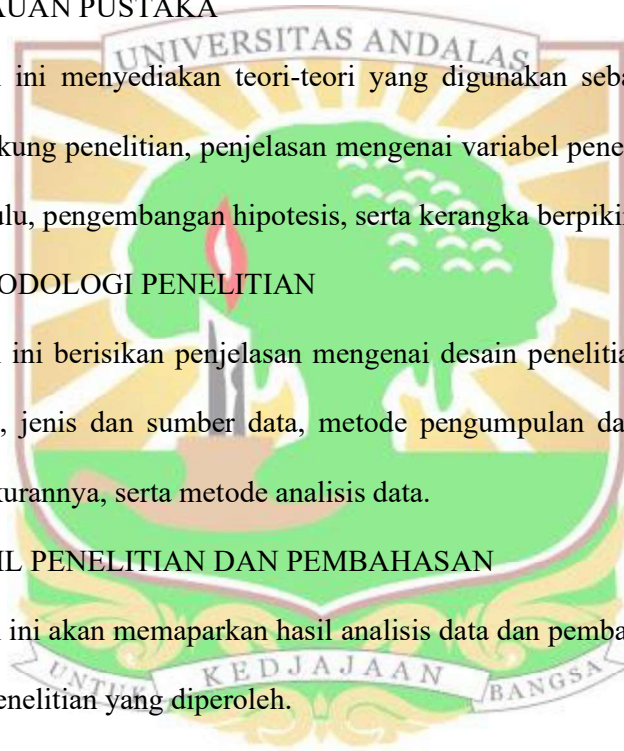 AUAN PUSTAKA
UNIVERSITAS ANDALAS
ini menyediakan teori-teori yang digunakan seba
kung penelitian, penjelasan mengenai variabel pene
ulu, pengembangan hipotesis, serta kerangka berpiki
ODOLOGI PENELITIAN
ini berisikan penjelasan mengenai desain penelitia
, jenis dan sumber data, metode pengumpulan da
urannya, serta metode analisis data.
IL PENELITIAN DAN PEMBAHASAN
ini akan memaparkan hasil analisis data dan pemba
UNTUK KEDJAJAAN BANGSA
enelitian yang diperoleh.